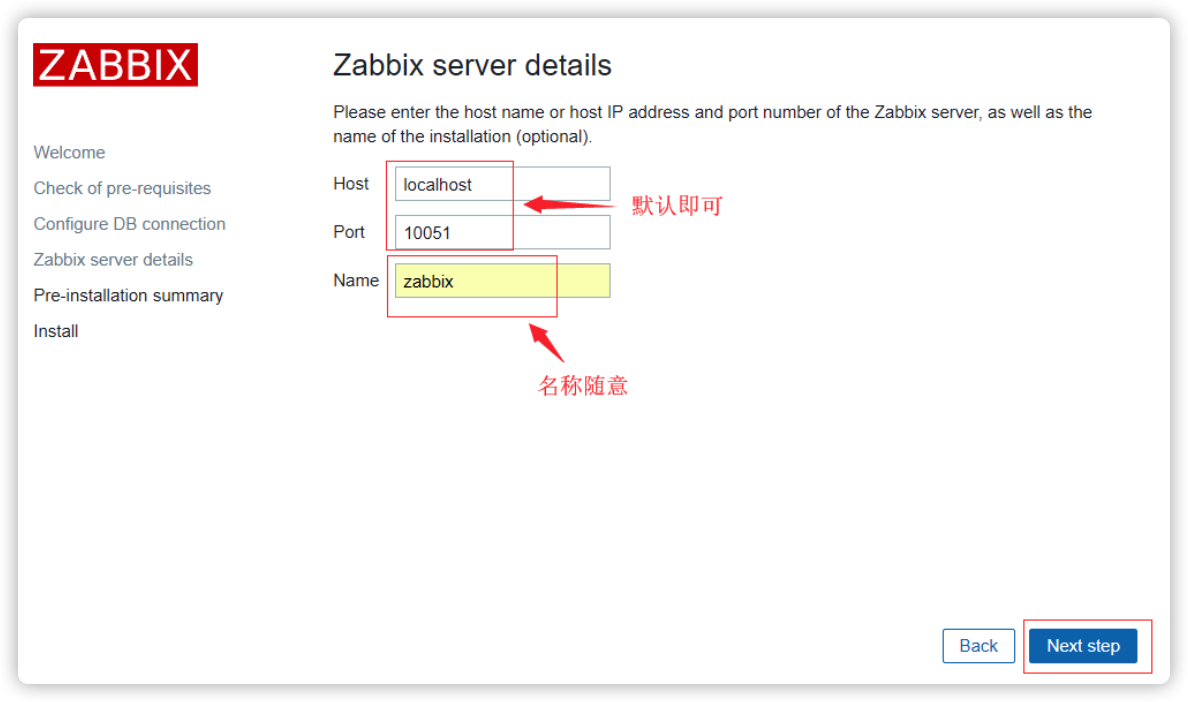 ZABBIX
Welcome
Check of pre-requisites
Configure DB connection
Zabbix server details
Pre-installation summary
Install
Zabbix server details
Please enter the host name or host IP address and port number of the Zabbix server, as well as the
name of the installation (optional).
Host localhost
默认即可
Port 10051
Name zabbix
名称随意
Back Next step